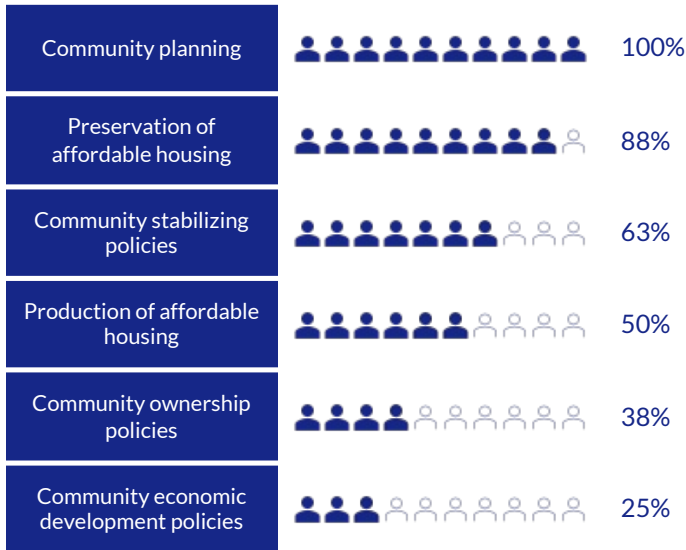 Community planning
100%
Preservation of
affordable housing
88%
Community stabilizing
policies
63%
Production of affordable
housing
50%
Community ownership
policies
38%
Community economic
development policies
25%